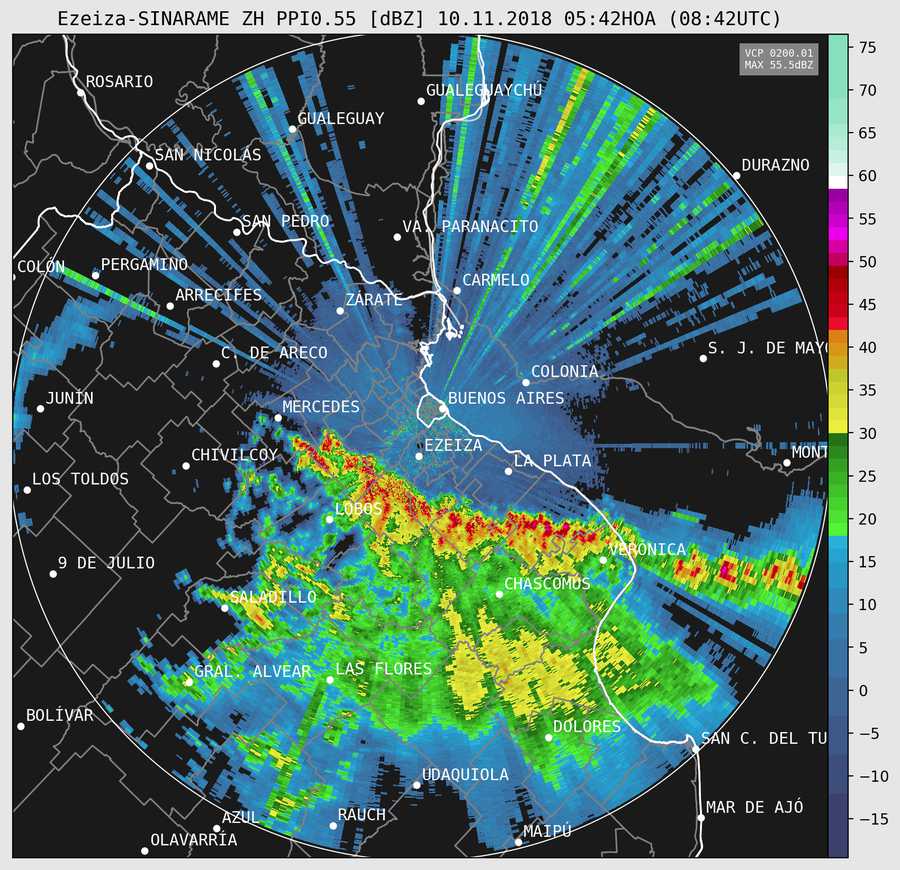 Ezeiza-SINARAME ZH PPI0.55 [dBZ] 10.11.2018 05:42HOA (08:42UTC)
VCP 0200.01
MAX 55.5dBZ
ROSARIO
GUALEGUAYCHÚ
GUALEGUAY
SAN NICOLÁS
DURAZNO
SAN PEDRO
VA. PARANACITO
COLÓN
PERGAMINO
CARMELO
ARRECIFES
ZÁRATE
C. DE ARECO
S. J. DE MAYO
COLONIA
JUNÍN
MERCEDES
BUENOS AIRES
EZEIZA
CHIVILCOY
LA PLATA
MONT
LOS TOLDOS
LOBOS
VERÓNICA
9 DE JULIO
CHASCOMÚS
SALADILLO
GRAL. ALVEAR
LAS FLORES
BOLÍVAR
DOLORES
SAN C. DEL TU
UDAQUIOLA
MAR DE AJÓ
AZUL
RAUCH
MAIPÚ
OLAVARRÍA
75
70
65
60
55
50
45
40
35
30
25
20
15
10
5
0
−5
−10
−15